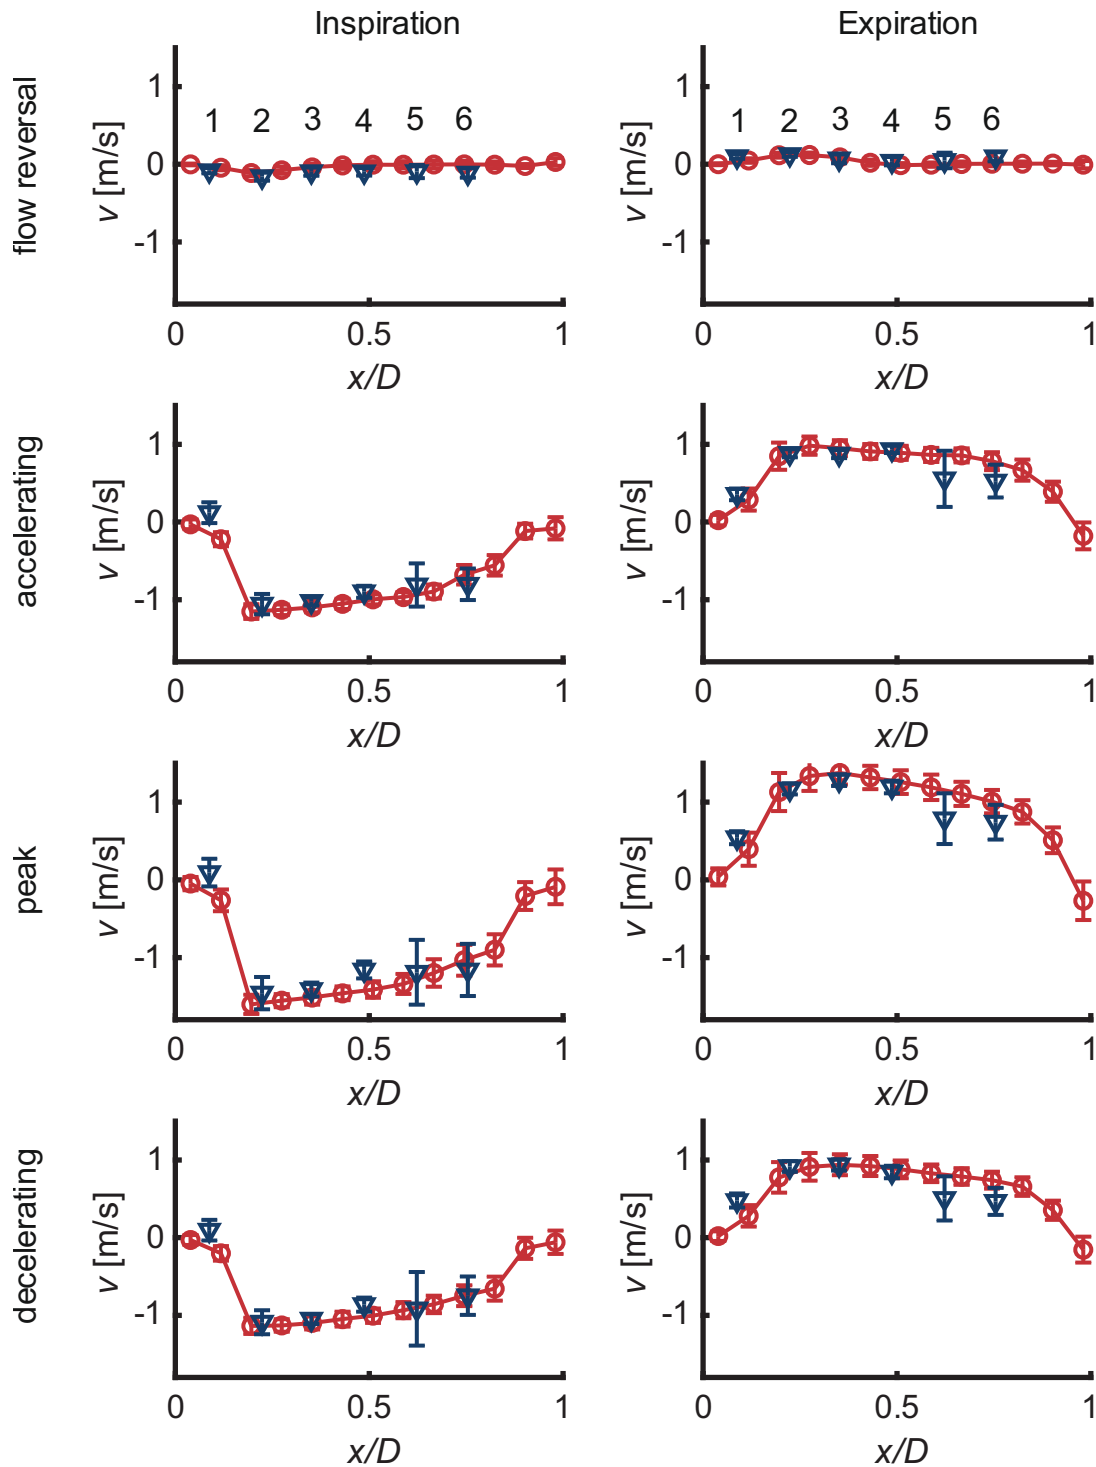 Inspiration
Expiration
flow reversal
v [m/s]
1
0
-1
1 2 3 4 5 6
0 0.5 1
x/D
v [m/s]
1
0
-1
1 2 3 4 5 6
0 0.5 1
x/D
accelerating
v [m/s]
1
0
-1
0 0.5 1
x/D
v [m/s]
1
0
-1
0 0.5 1
x/D
peak
v [m/s]
1
0
-1
0 0.5 1
x/D
v [m/s]
1
0
-1
0 0.5 1
x/D
decelerating
v [m/s]
1
0
-1
0 0.5 1
x/D
v [m/s]
1
0
-1
0 0.5 1
x/D